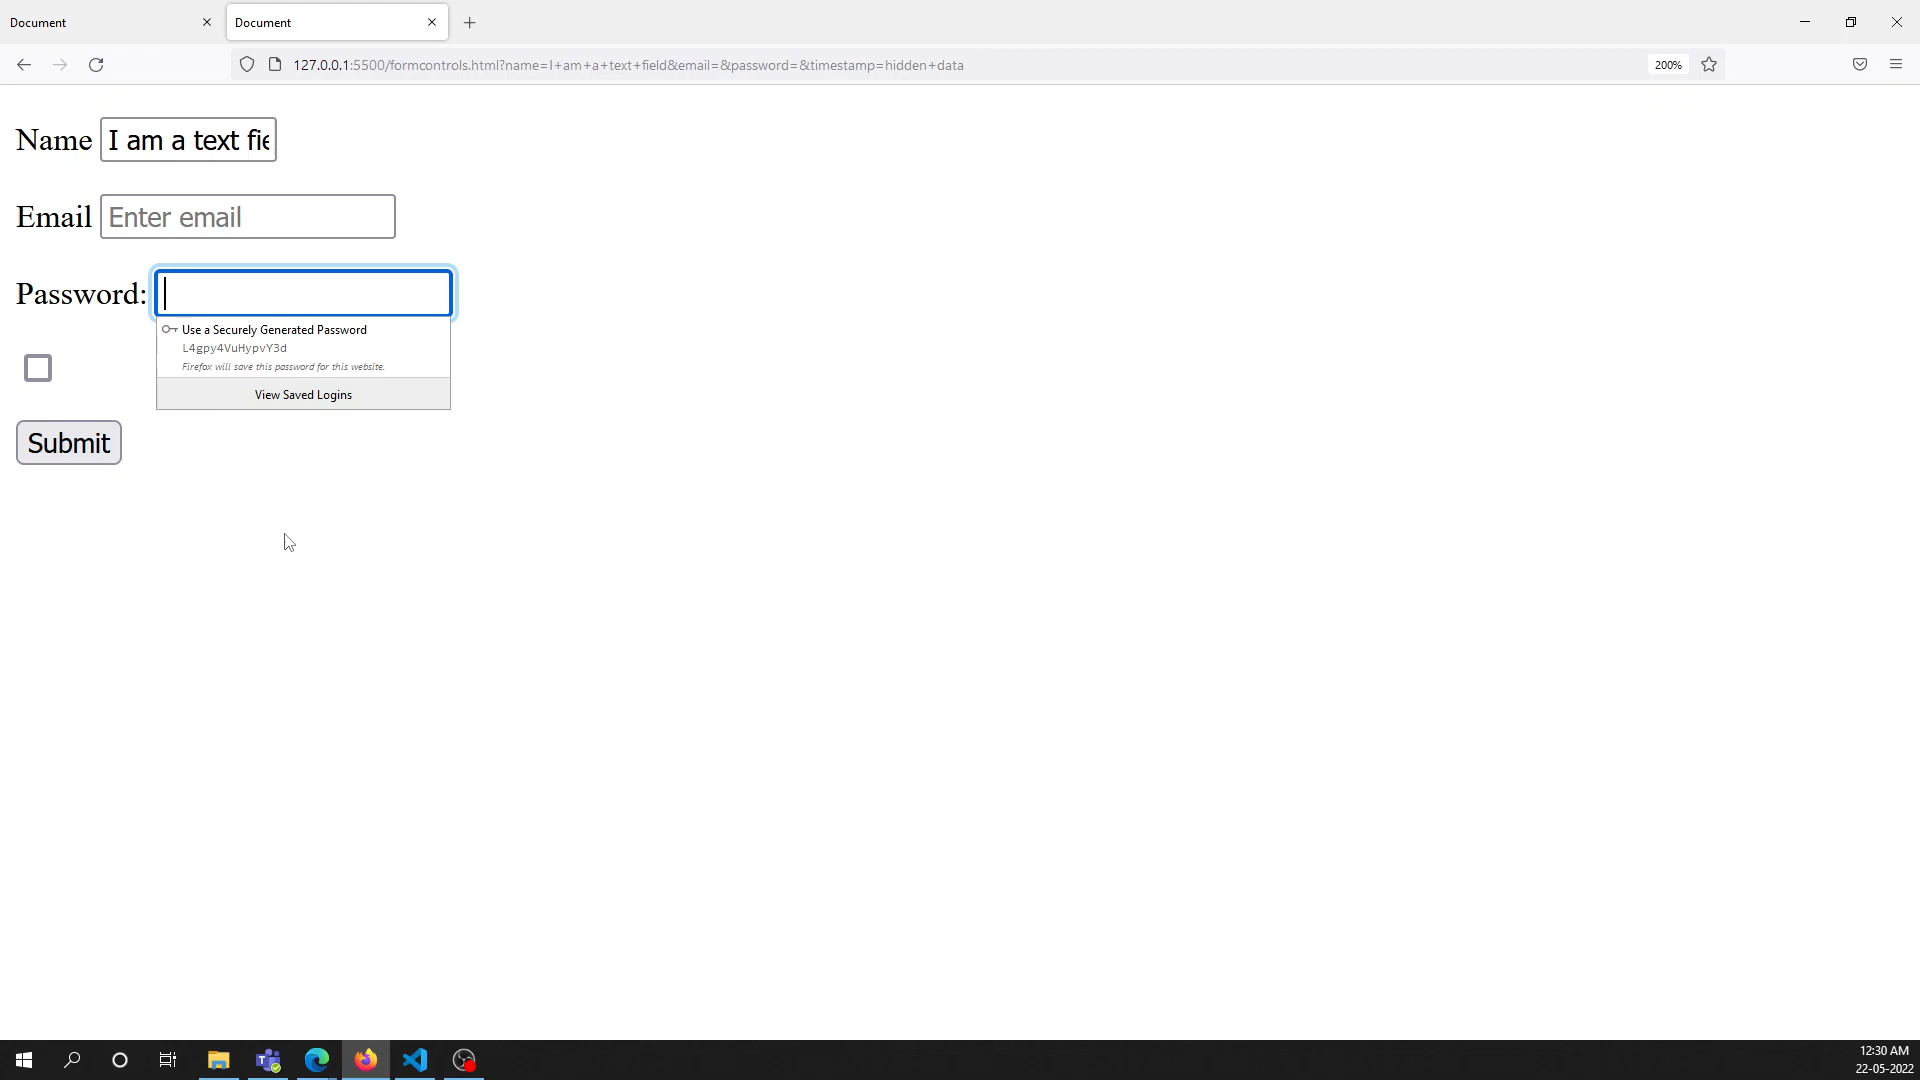 Document
Document
127.0.0.1:5500/formcontrols.html?name=I+am+a+text+field&email=&password=&timestamp=hidden+data
200%
Name I am a text fie
Email Enter email
Password:
Use a Securely Generated Password
L4gpy4VuHypvY3d
Firefox will save this password for this website.
View Saved Logins
Submit
12:30 AM
22-05-2022